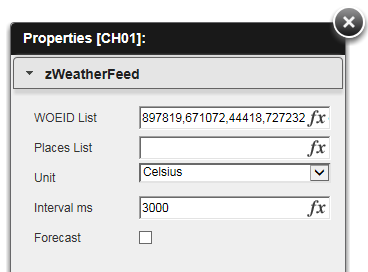 Properties [CH01]:
zWeatherFeed
WOEID List 897819,671072,44418,727232 fx
Places List fx
Unit Celsius
Interval ms 3000 fx
Forecast